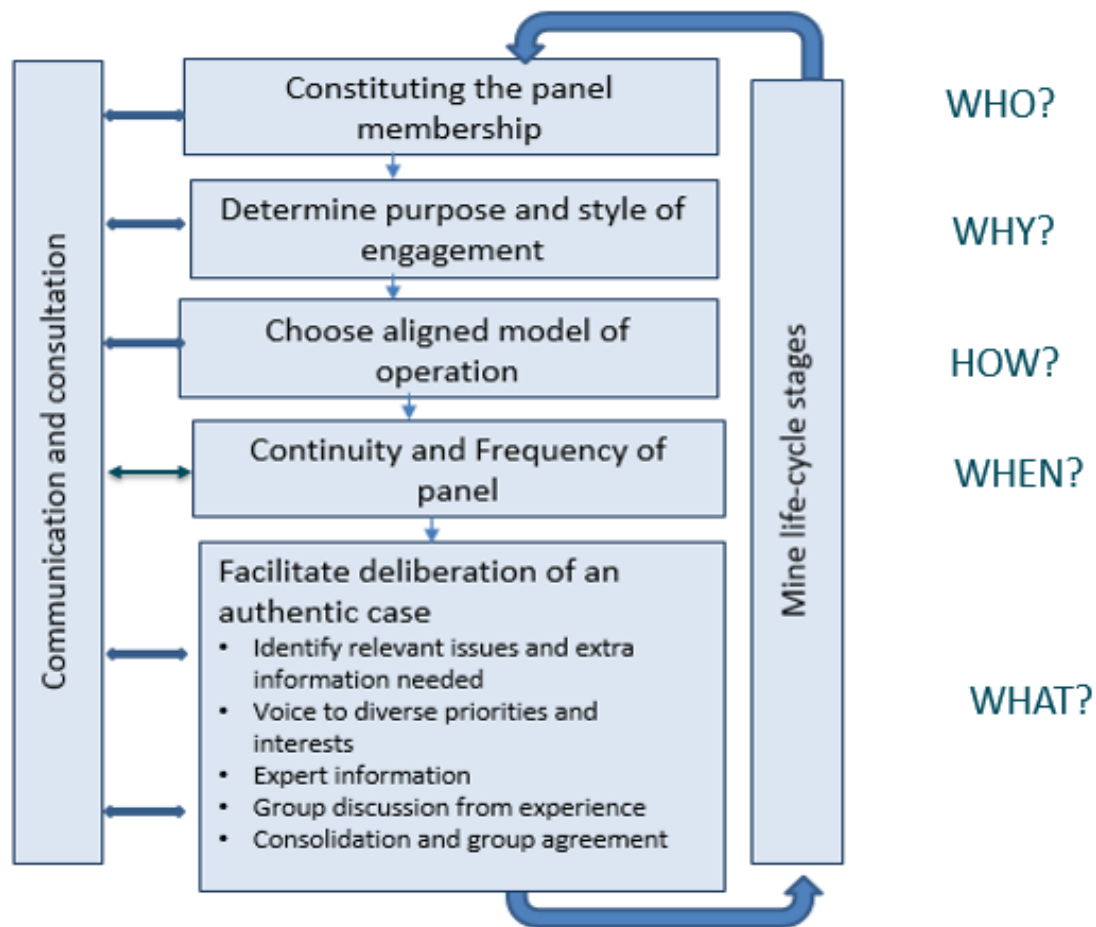 Communication and consultation
Constituting the panel
membership
Determine purpose and style of
engagement
Choose aligned model of
operation
Continuity and Frequency of
panel
Facilitate deliberation of an
authentic case
• Identify relevant issues and extra
information needed
• Voice to diverse priorities and
interests
• Expert information
• Group discussion from experience
• Consolidation and group agreement
Mine life-cycle stages
WHO?
WHY?
HOW?
WHEN?
WHAT?